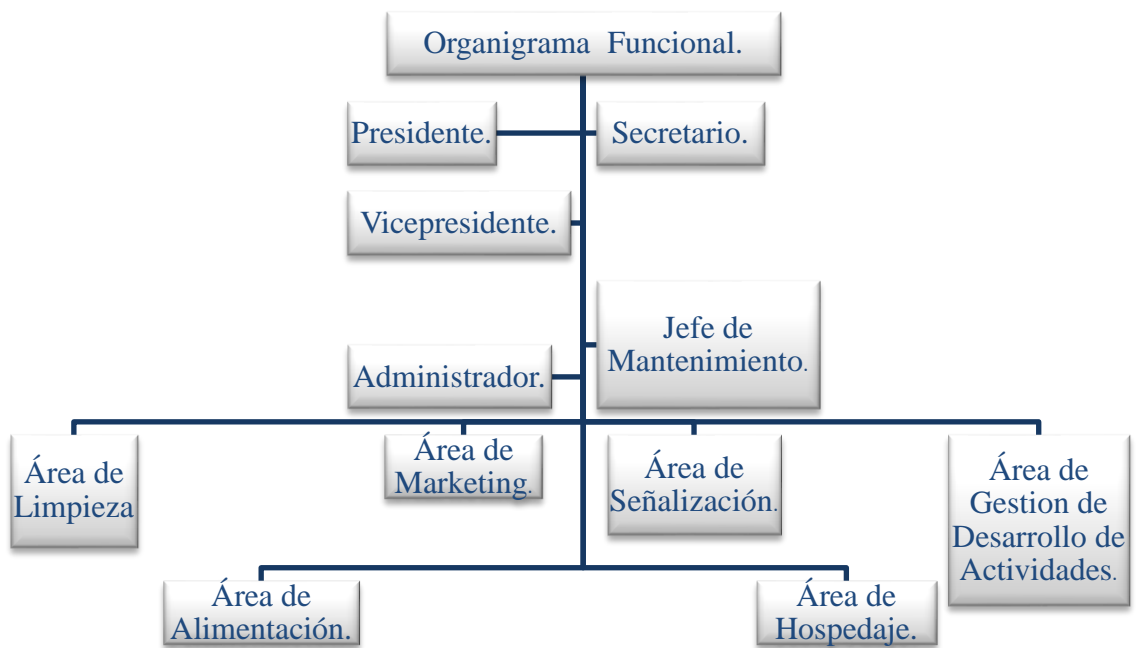 Organigrama Funcional.
Presidente.
Secretario.
Vicepresidente.
Jefe de
Mantenimiento.
Administrador.
Área de
Limpieza
Área de
Marketing.
Área de
Señalización.
Área de
Gestion de
Desarrollo de
Actividades.
Área de
Alimentación.
Área de
Hospedaje.